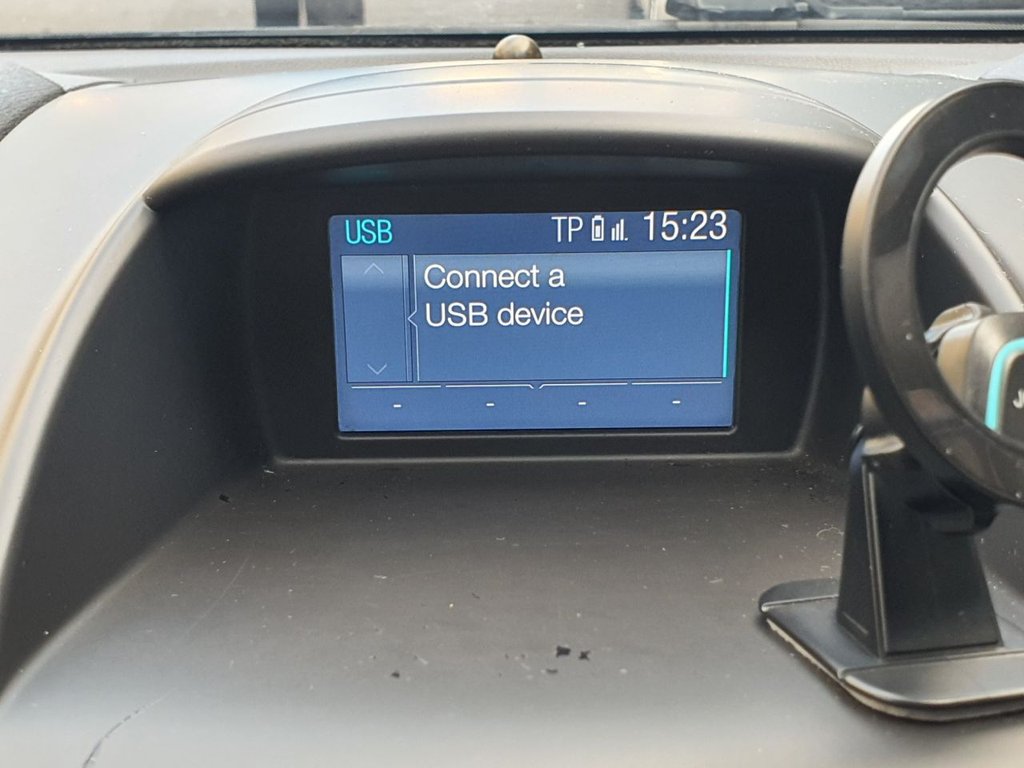 USB TP 15:23
Connect a
USB device
- - - -